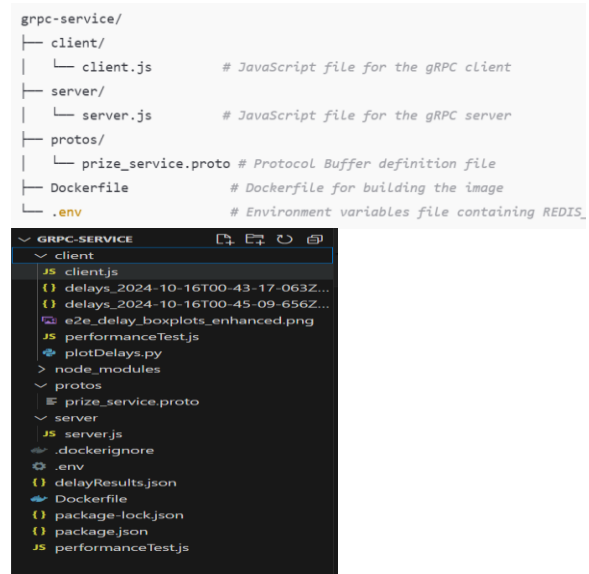 grpc-service/
├── client/
│   └── client.js          # JavaScript file for the gRPC client
├── server/
│   └── server.js          # JavaScript file for the gRPC server
├── protos/
│   └── prize_service.proto # Protocol Buffer definition file
├── Dockerfile             # Dockerfile for building the image
└── .env                   # Environment variables file containing REDIS_
GRPC-SERVICE
client
JS client.js
{} delays_2024-10-16T00-43-17-063Z...
{} delays_2024-10-16T00-45-09-656Z...
e2e_delay_boxplots_enhanced.png
JS performanceTest.js
plotDelays.py
> node_modules
protos
prize_service.proto
server
JS server.js
.dockerignore
.env
{} delayResults.json
Dockerfile
{} package-lock.json
{} package.json
JS performanceTest.js